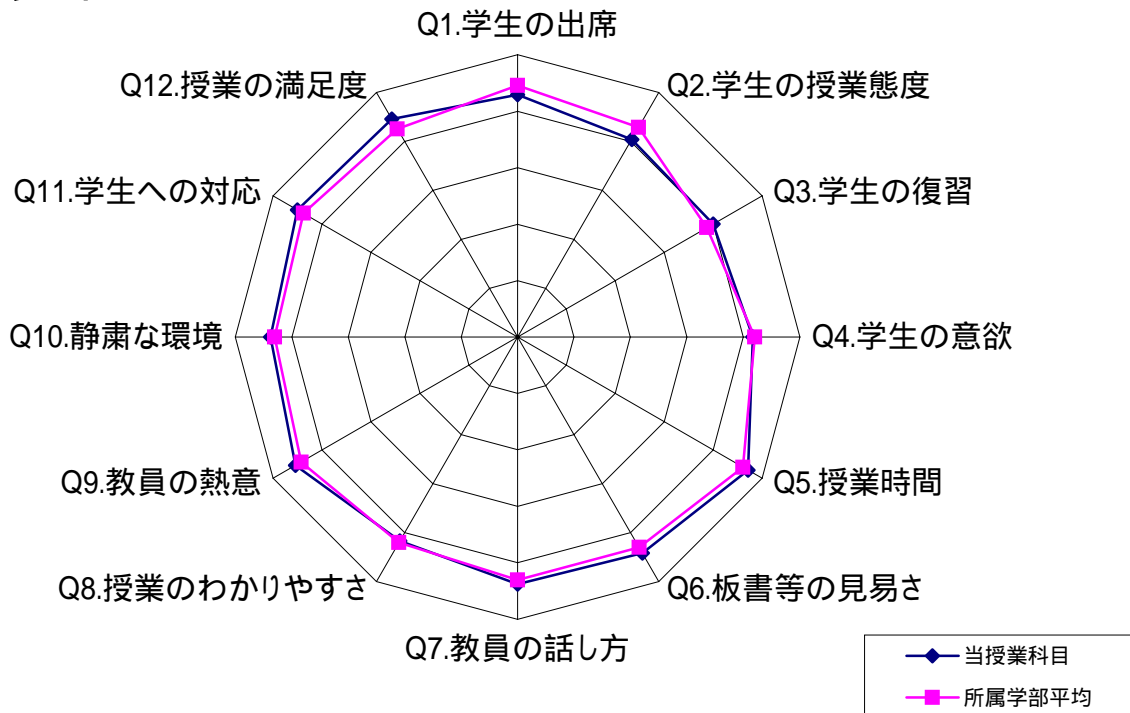 Q1.学生の出席
Q2.学生の授業態度
Q3.学生の復習
Q4.学生の意欲
Q5.授業時間
Q6.板書等の見易さ
Q7.教員の話し方
Q8.授業のわかりやすさ
Q9.教員の熱意
Q10.静粛な環境
Q11.学生への対応
Q12.授業の満足度
当授業科目
所属学部平均